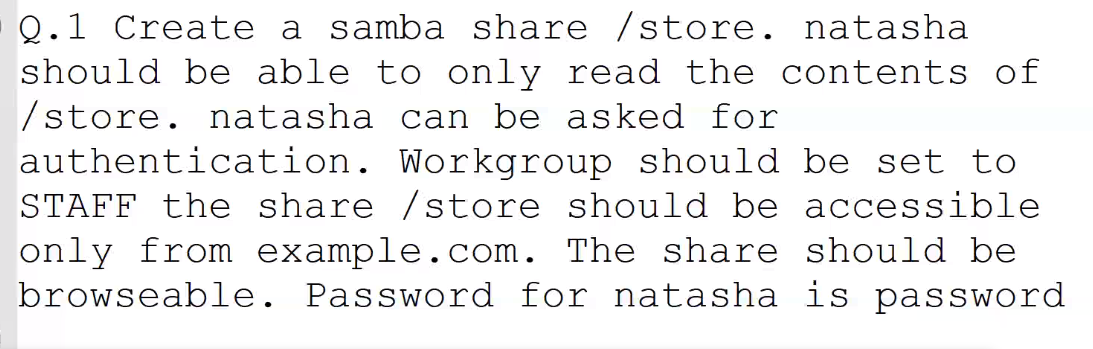 Q.1 Create a samba share /store. natasha
should be able to only read the contents of
/store. natasha can be asked for
authentication. Workgroup should be set to
STAFF the share /store should be accessible
only from example.com. The share should be
browseable. Password for natasha is password